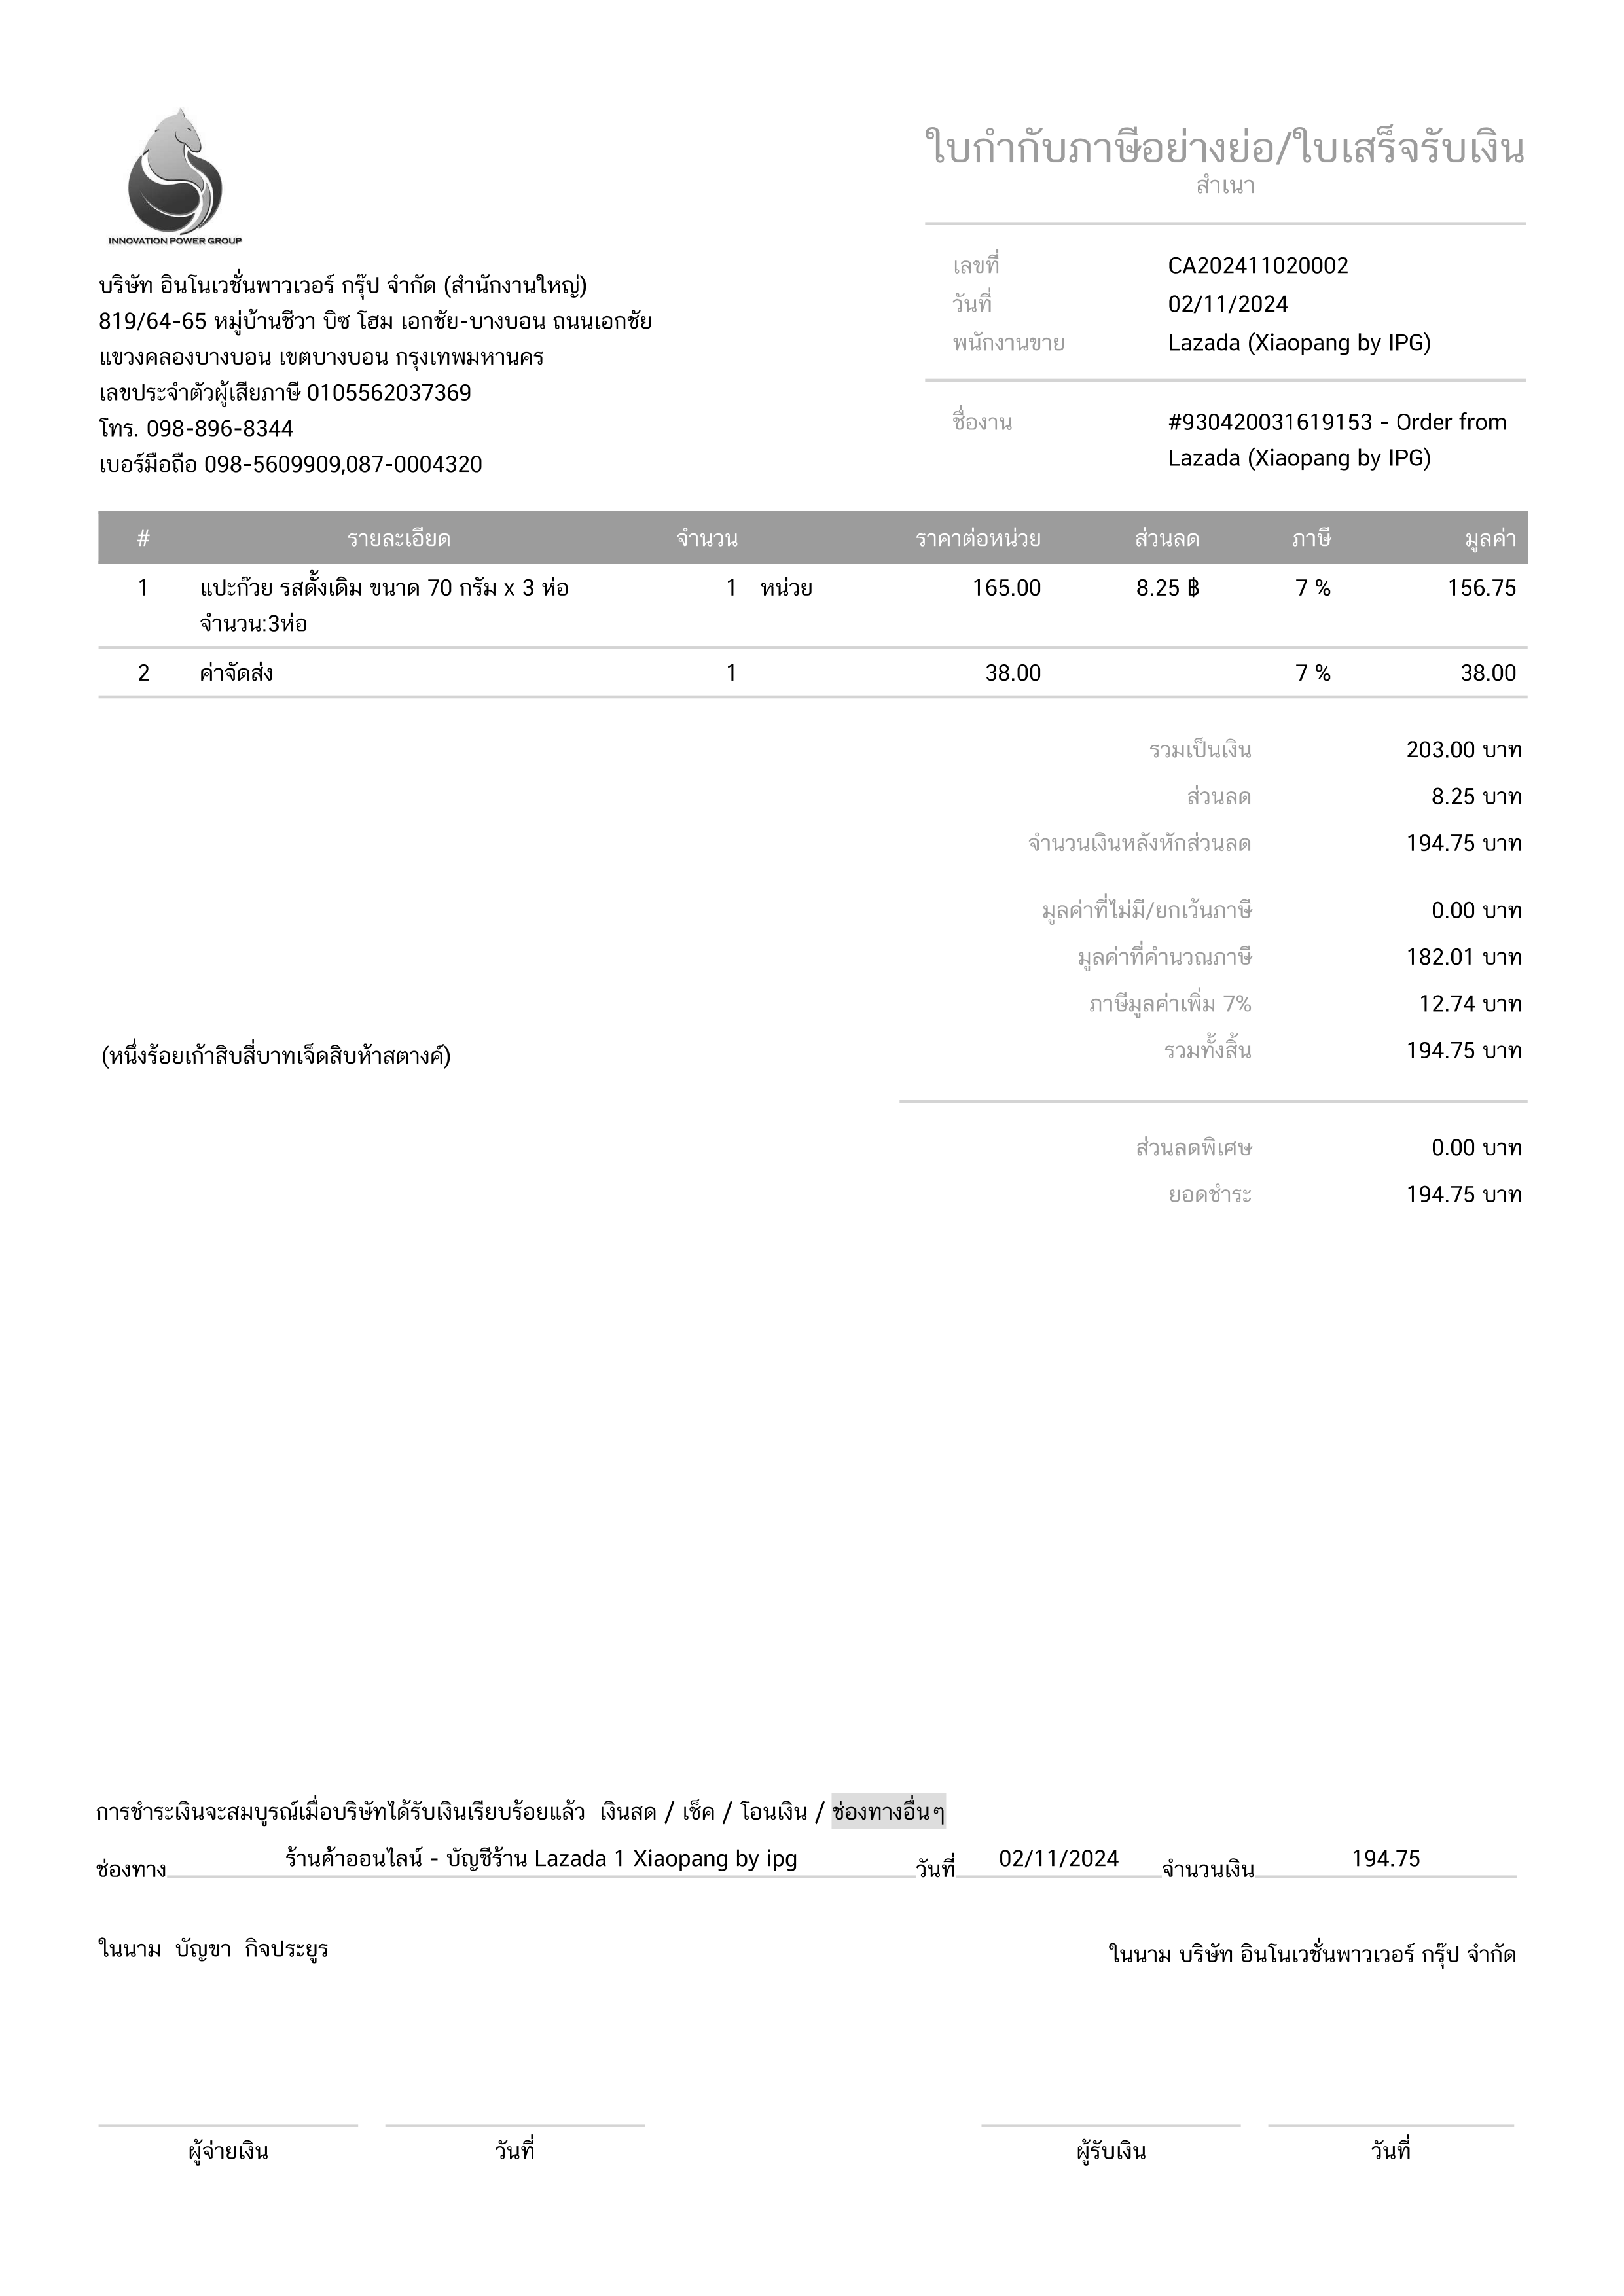 INNOVATION POWER GROUP
บริษัท อินโนเวชั่นพาวเวอร์ กรุ๊ป จำกัด (สำนักงานใหญ่)
819/64-65 หมู่บ้านชีวา บิซ โฮม เอกชัย-บางบอน ถนนเอกชัย
แขวงคลองบางบอน เขตบางบอน กรุงเทพมหานคร
เลขประจำตัวผู้เสียภาษี 0105562037369
โทร. 098-896-8344
เบอร์มือถือ 098-5609909,087-0004320
ใบกำกับภาษีอย่างย่อ/ใบเสร็จรับเงิน
สำเนา
เลขที่ CA202411020002
วันที่ 02/11/2024
พนักงานขาย Lazada (Xiaopang by IPG)
ชื่องาน #930420031619153 - Order from
Lazada (Xiaopang by IPG)
# รายละเอียด จำนวน ราคาต่อหน่วย ส่วนลด ภาษี มูลค่า
1 แปะก๊วย รสดั้งเดิม ขนาด 70 กรัม x 3 ห่อ 1 หน่วย 165.00 8.25 ฿ 7 % 156.75
จำนวน:3ห่อ
2 ค่าจัดส่ง 1 38.00 7 % 38.00
รวมเป็นเงิน 203.00 บาท
ส่วนลด 8.25 บาท
จำนวนเงินหลังหักส่วนลด 194.75 บาท
มูลค่าที่ไม่มี/ยกเว้นภาษี 0.00 บาท
มูลค่าที่คำนวณภาษี 182.01 บาท
ภาษีมูลค่าเพิ่ม 7% 12.74 บาท
(หนึ่งร้อยเก้าสิบสี่บาทเจ็ดสิบห้าสตางค์) รวมทั้งสิ้น 194.75 บาท
ส่วนลดพิเศษ 0.00 บาท
ยอดชำระ 194.75 บาท
การชำระเงินจะสมบูรณ์เมื่อบริษัทได้รับเงินเรียบร้อยแล้ว เงินสด / เช็ค / โอนเงิน / ช่องทางอื่นๆ
ช่องทาง ร้านค้าออนไลน์ - บัญชีร้าน Lazada 1 Xiaopang by ipg วันที่ 02/11/2024 จำนวนเงิน 194.75
ในนาม บัญขา กิจประยูร ในนาม บริษัท อินโนเวชั่นพาวเวอร์ กรุ๊ป จำกัด
ผู้จ่ายเงิน วันที่ ผู้รับเงิน วันที่